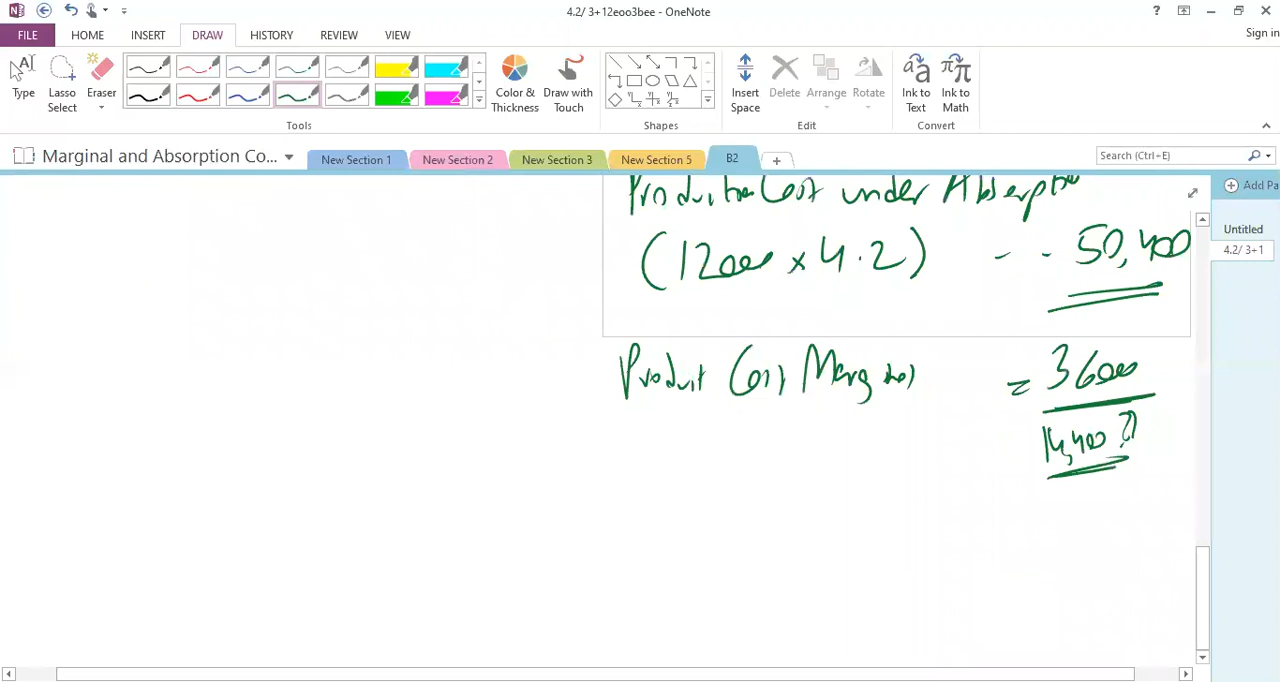 4.2/ 3+12eoo3bee - OneNote
?
Sign in
FILE HOME INSERT DRAW HISTORY REVIEW VIEW
Type
Lasso Select
Eraser
Color & Thickness
Draw with Touch
Insert Space
Delete
Arrange
Rotate
Ink to Text
Ink to Math
Tools
Shapes
Edit
Convert
Marginal and Absorption Co...
New Section 1
New Section 2
New Section 3
New Section 5
B2
Search (Ctrl+E)
Add Pa
Untitled
4.2/ 3+1
Production Cost under Absorption
(12000 x 4.2) - - 50,400
Product Cost Marginal = 36000
14,400 ?